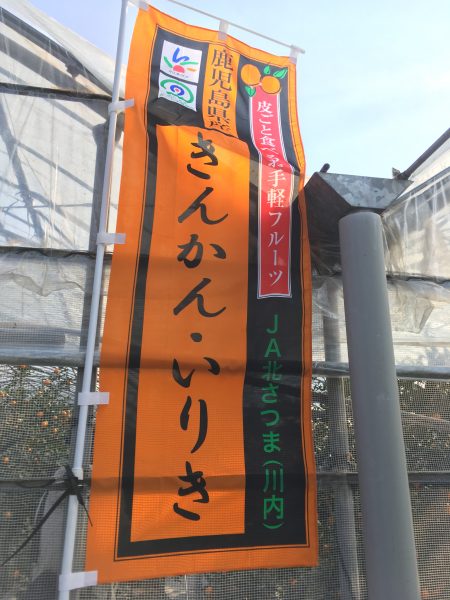 皮ごと食べる手軽フルーツ
JA北さつま(川内)
鹿児島県産
きんかん・いりき